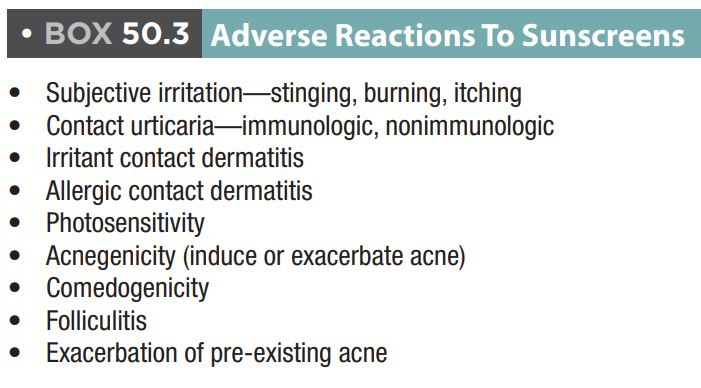 • BOX 50.3 Adverse Reactions To Sunscreens
• Subjective irritation—stinging, burning, itching
• Contact urticaria—immunologic, nonimmunologic
• Irritant contact dermatitis
• Allergic contact dermatitis
• Photosensitivity
• Acnegenicity (induce or exacerbate acne)
• Comedogenicity
• Folliculitis
• Exacerbation of pre-existing acne